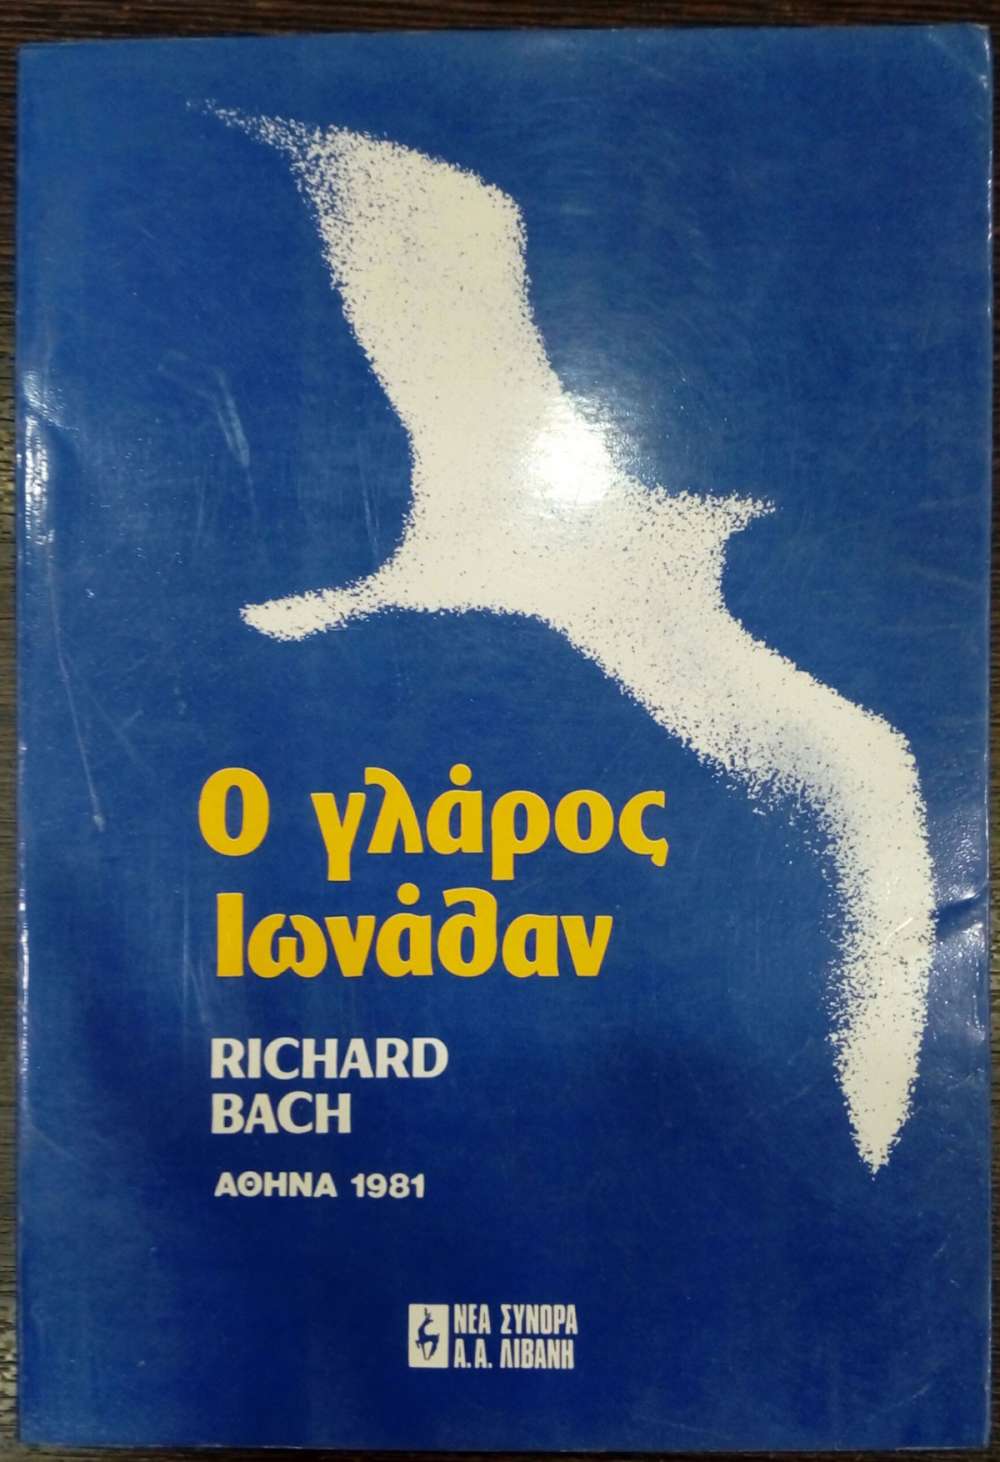 Ο γλάρος
Ιωνάθαν
RICHARD
BACH
ΑΘΗΝΑ 1981
ΝΕΑ ΣΥΝΟΡΑ
Α.Α. ΛΙΒΑΝΗ